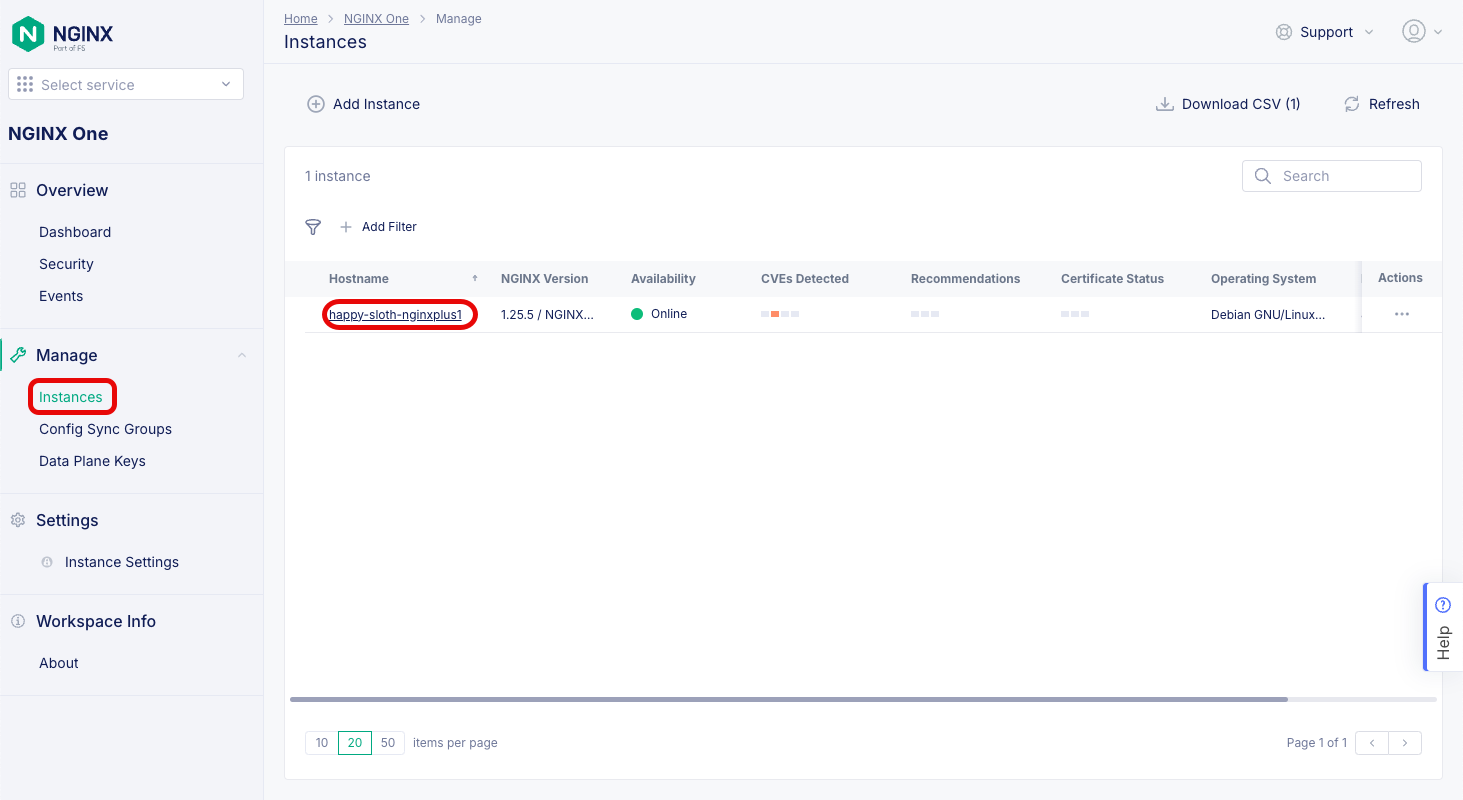 NGINX
Part of F5
Select service
NGINX One
Overview
Dashboard
Security
Events
Manage
Instances
Config Sync Groups
Data Plane Keys
Settings
Instance Settings
Workspace Info
About
Home > NGINX One > Manage
Instances
Support
Add Instance
Download CSV (1)
Refresh
1 instance
Search
Add Filter
Hostname NGINX Version Availability CVEs Detected Recommendations Certificate Status Operating System Actions
happy-sloth-nginxplus1 1.25.5 / NGINX... Online Debian GNU/Linux... ...
Help
10 20 50 items per page
Page 1 of 1